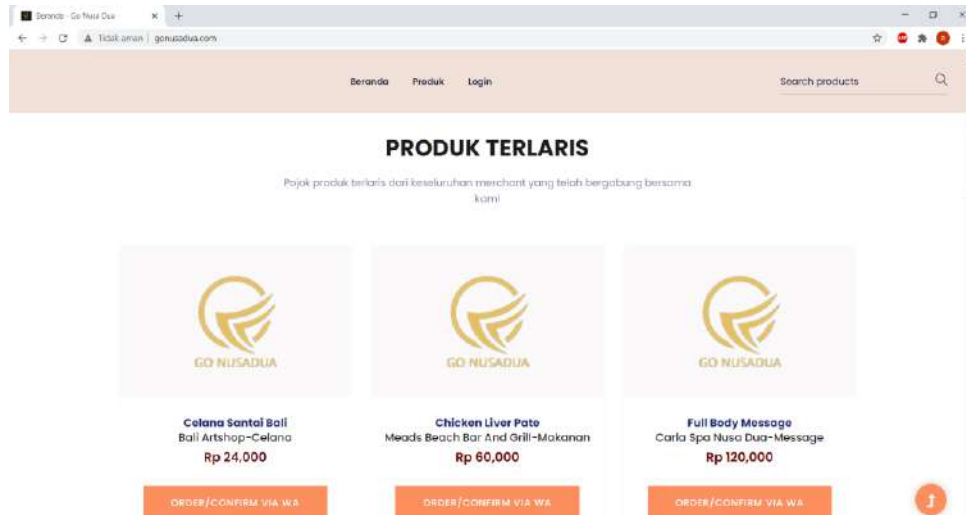 Beranda - Go Nusa Dua
Tidak aman | gonusadua.com
Beranda Produk Login Search products
PRODUK TERLARIS
Pojok produk terlaris dari keseluruhan merchant yang telah bergabung bersama
kami
GO NUSADUA GO NUSADUA GO NUSADUA
Celana Santai Bali Chicken Liver Pate Full Body Message
Bali Artshop-Celana Meads Beach Bar And Grill-Makanan Carla Spa Nusa Dua-Message
Rp 24,000 Rp 60,000 Rp 120,000
ORDER/CONFIRM VIA WA ORDER/CONFIRM VIA WA ORDER/CONFIRM VIA WA